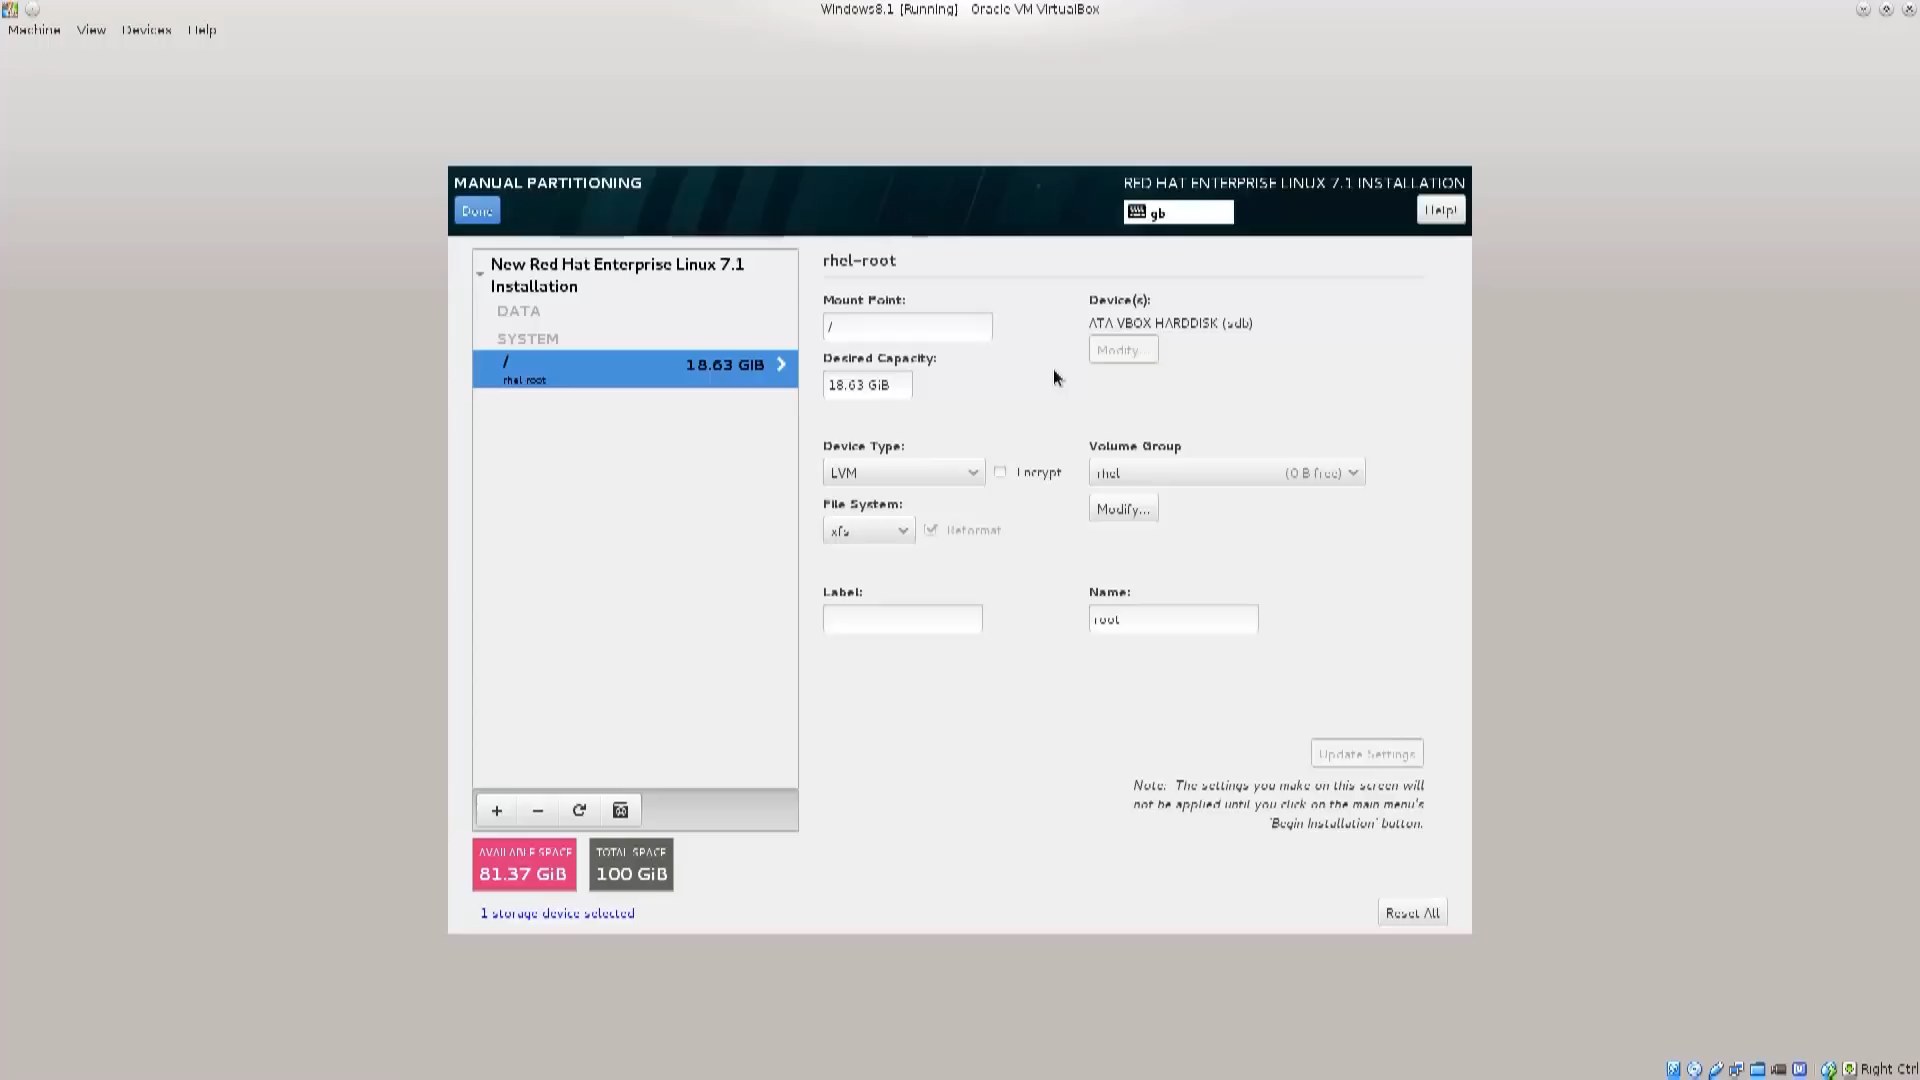 Windows8.1 [Running] Oracle VM VirtualBox
Machine View Devices Help
MANUAL PARTITIONING
RED HAT ENTERPRISE LINUX 7.1 INSTALLATION
Done
gb
Help!
New Red Hat Enterprise Linux 7.1
Installation
DATA
SYSTEM
/ 18.63 GiB
rhel root
rhel-root
Mount Point:
/
Desired Capacity:
18.63 GiB
Device(s):
ATA VBOX HARDDISK (sdb)
Modify...
Device Type:
LVM
Encrypt
Volume Group
rhel (0 B free)
File System:
xfs
Reformat
Modify...
Label:
Name:
root
Update Settings
Note: The settings you make on this screen will
not be applied until you click on the main menu's
'Begin Installation' button.
+ -
AVAILABLE SPACE
81.37 GiB
TOTAL SPACE
100 GiB
1 storage device selected
Reset All
Right Ctrl